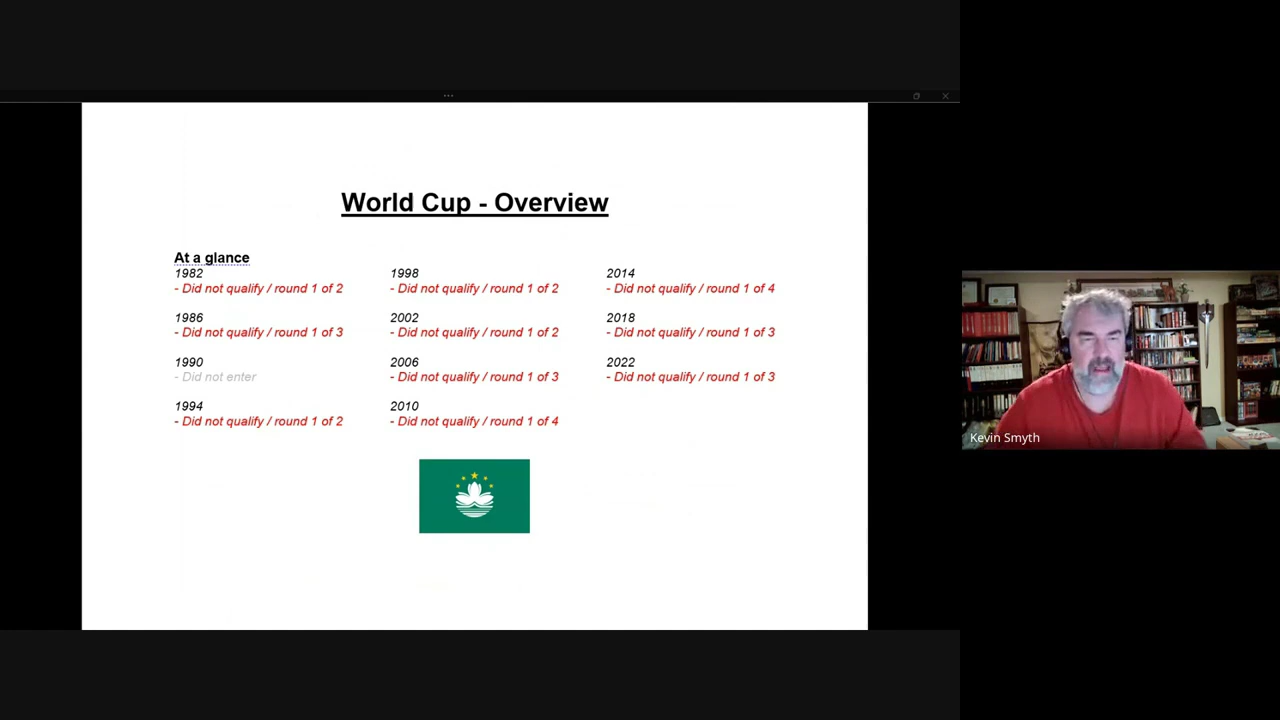 World Cup - Overview
At a glance
1982
- Did not qualify / round 1 of 2
1986
- Did not qualify / round 1 of 3
1990
- Did not enter
1994
- Did not qualify / round 1 of 2
1998
- Did not qualify / round 1 of 2
2002
- Did not qualify / round 1 of 2
2006
- Did not qualify / round 1 of 3
2010
- Did not qualify / round 1 of 4
2014
- Did not qualify / round 1 of 4
2018
- Did not qualify / round 1 of 3
2022
- Did not qualify / round 1 of 3
Kevin Smyth